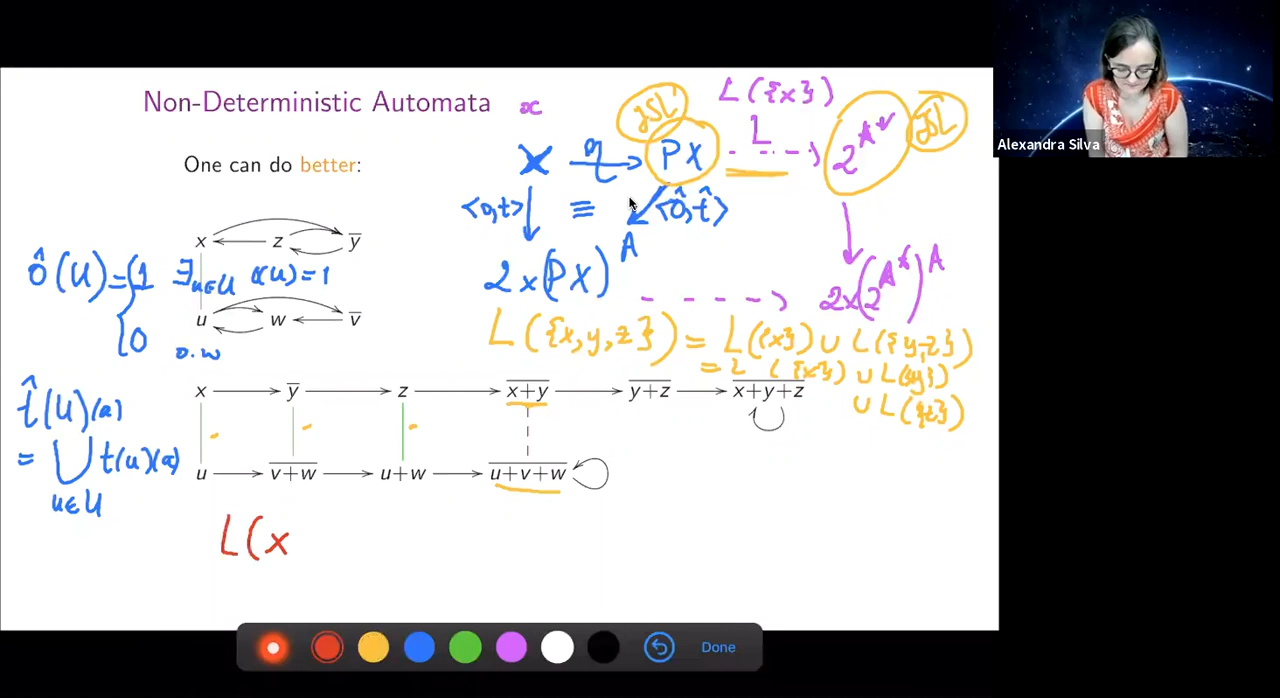 Non-Deterministic Automata
x
JSL
L({x})
JSL
Alexandra Silva
One can do better:
X η PX L 2^{A*}
<o,t> ≡ <ô,t̂>
x z y̅
ô(U)={1 ∃_{u∈U} o(u)=1
0
2×(PX)^A 2×(2^{A*})^A
u w v̅
L({x,y,z}) = L({x}) ∪ L({y,z})
= L({x}) ∪ L({y})
∪ L({z})
x y̅ z x+y y+z x+y+z
t̂(U)(a)
= ⋃ t(u)(a)
u∈U
u v+w u+w u+v+w
L(x
Done